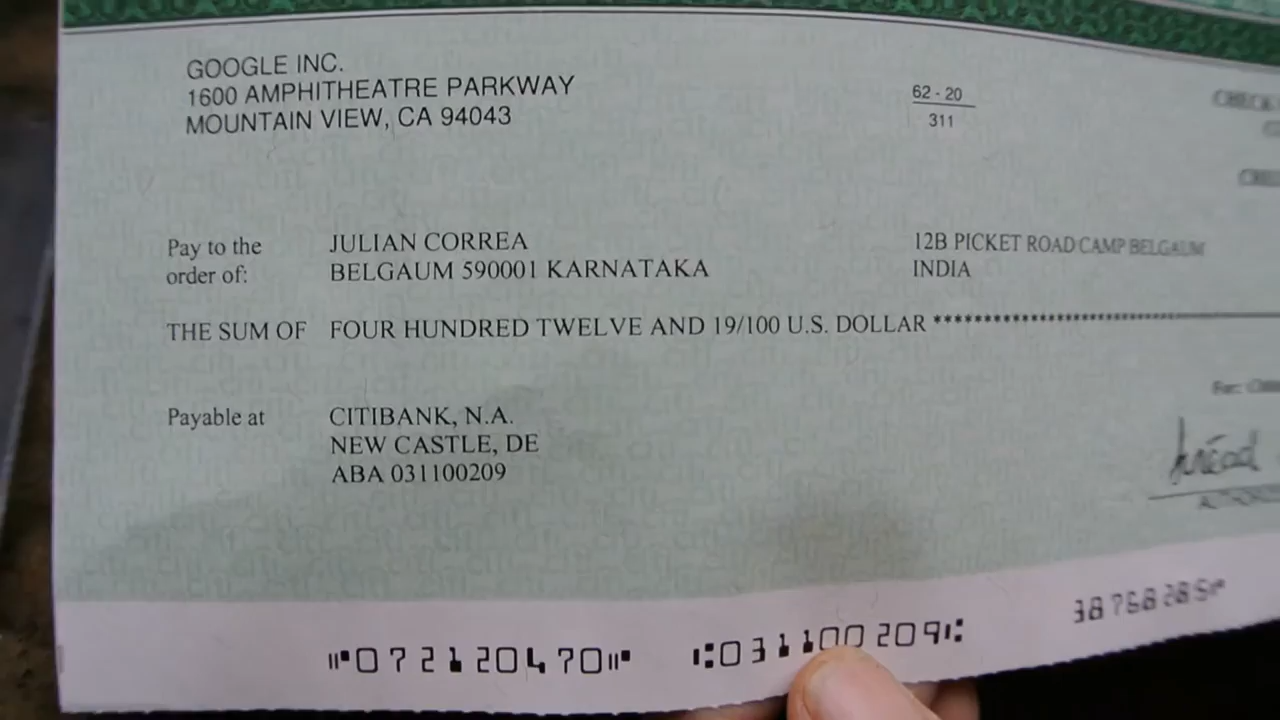 GOOGLE INC.
1600 AMPHITHEATRE PARKWAY
MOUNTAIN VIEW, CA 94043
62-20
311
Pay to the order of:
JULIAN CORREA
BELGAUM 590001 KARNATAKA
12B PICKET ROAD CAMP BELGAUM
INDIA
THE SUM OF FOUR HUNDRED TWELVE AND 19/100 U.S. DOLLAR ****************************
Payable at
CITIBANK, N.A.
NEW CASTLE, DE
ABA 031100209
⑈072120470⑈ ⑆031100209⑆